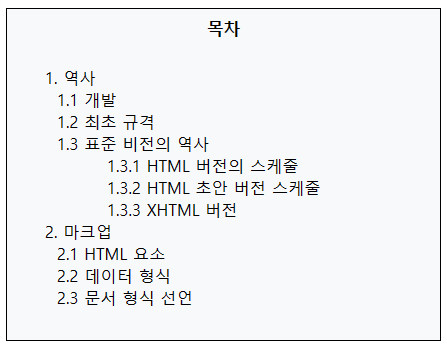 목차
1. 역사
1.1 개발
1.2 최초 규격
1.3 표준 비전의 역사
1.3.1 HTML 버전의 스케줄
1.3.2 HTML 초안 버전 스케줄
1.3.3 XHTML 버전
2. 마크업
2.1 HTML 요소
2.2 데이터 형식
2.3 문서 형식 선언